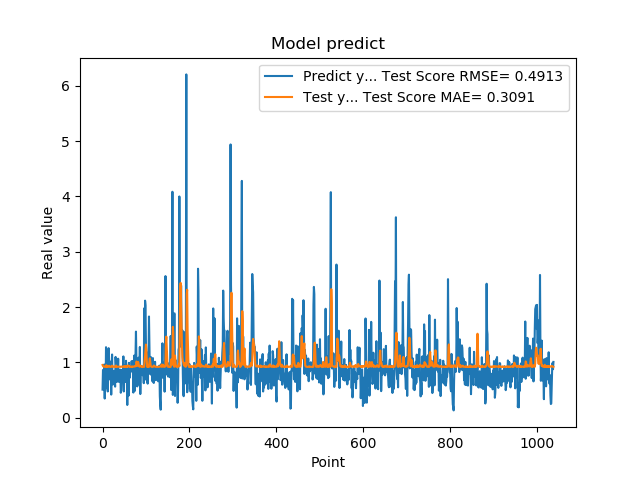 Model predict
Predict y... Test Score RMSE= 0.4913
Test y... Test Score MAE= 0.3091
6
5
4
3
2
1
0
Real value
0 200 400 600 800 1000
Point